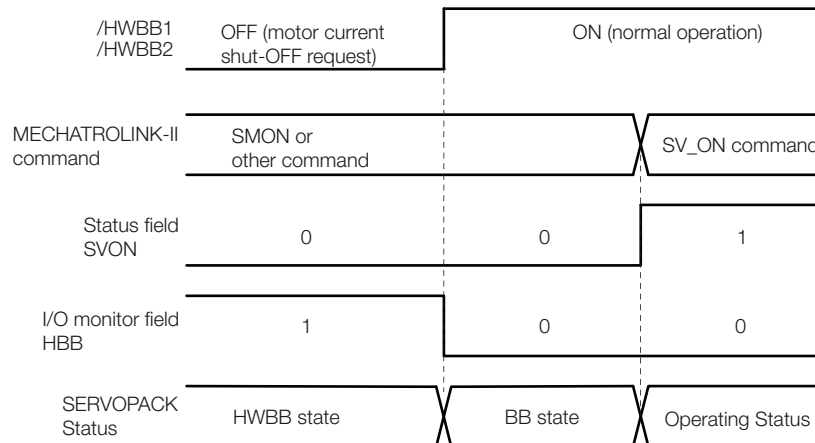 /HWBB1
/HWBB2
OFF (motor current
shut-OFF request)
ON (normal operation)
MECHATROLINK-II
command
SMON or
other command
SV_ON command
Status field
SVON
0
0
1
I/O monitor field
HBB
1
0
0
SERVOPACK
Status
HWBB state
BB state
Operating Status